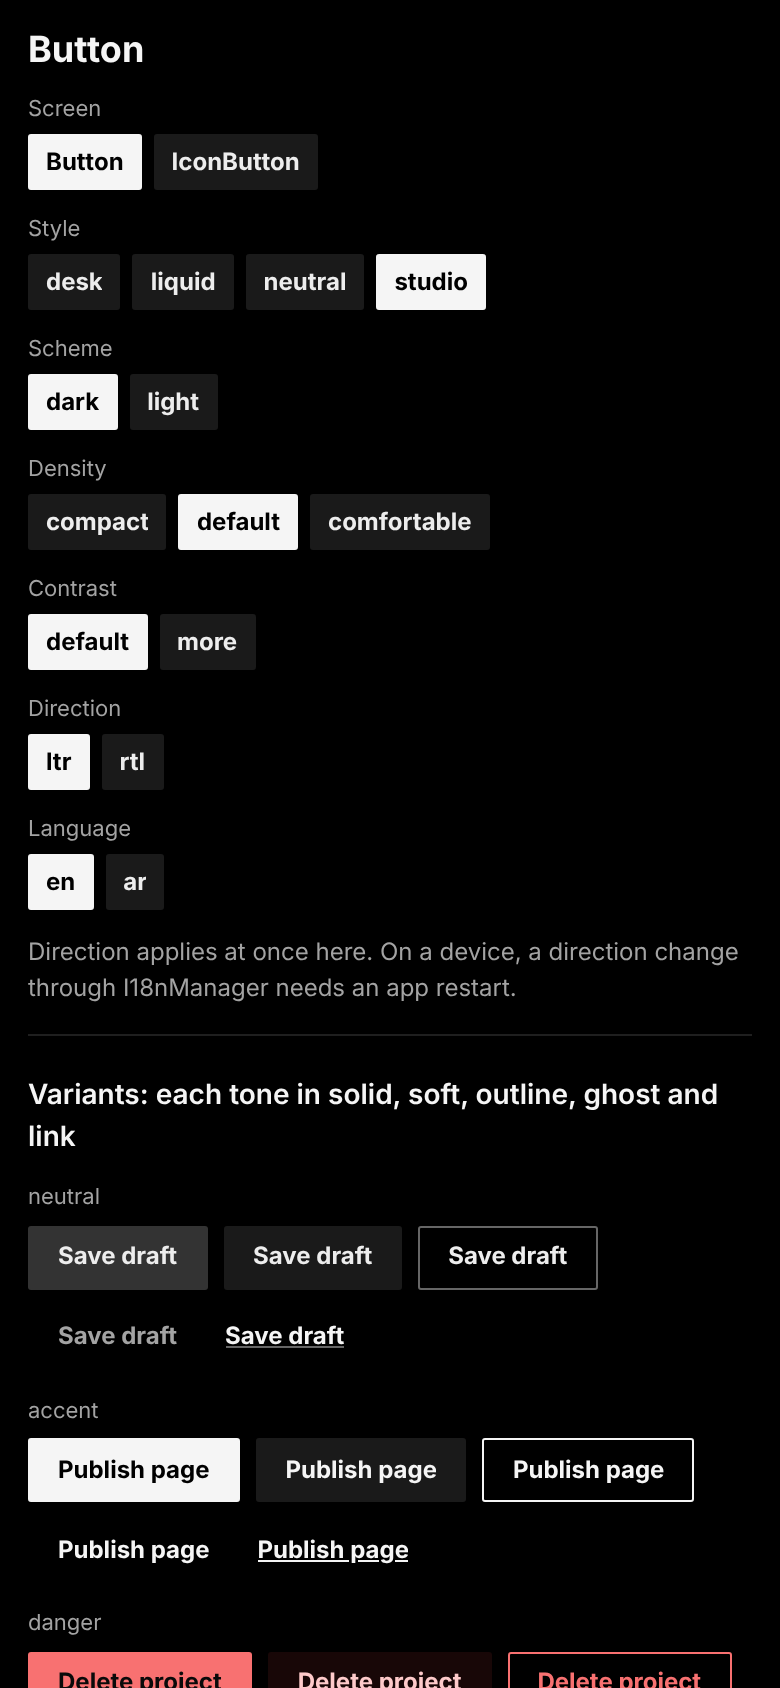 Button
Screen
Button IconButton
Style
desk liquid neutral studio
Scheme
dark light
Density
compact default comfortable
Contrast
default more
Direction
ltr rtl
Language
en ar
Direction applies at once here. On a device, a direction change
through I18nManager needs an app restart.
Variants: each tone in solid, soft, outline, ghost and
link
neutral
Save draft Save draft Save draft
Save draft Save draft
accent
Publish page Publish page Publish page
Publish page Publish page
danger
Delete project Delete project Delete project